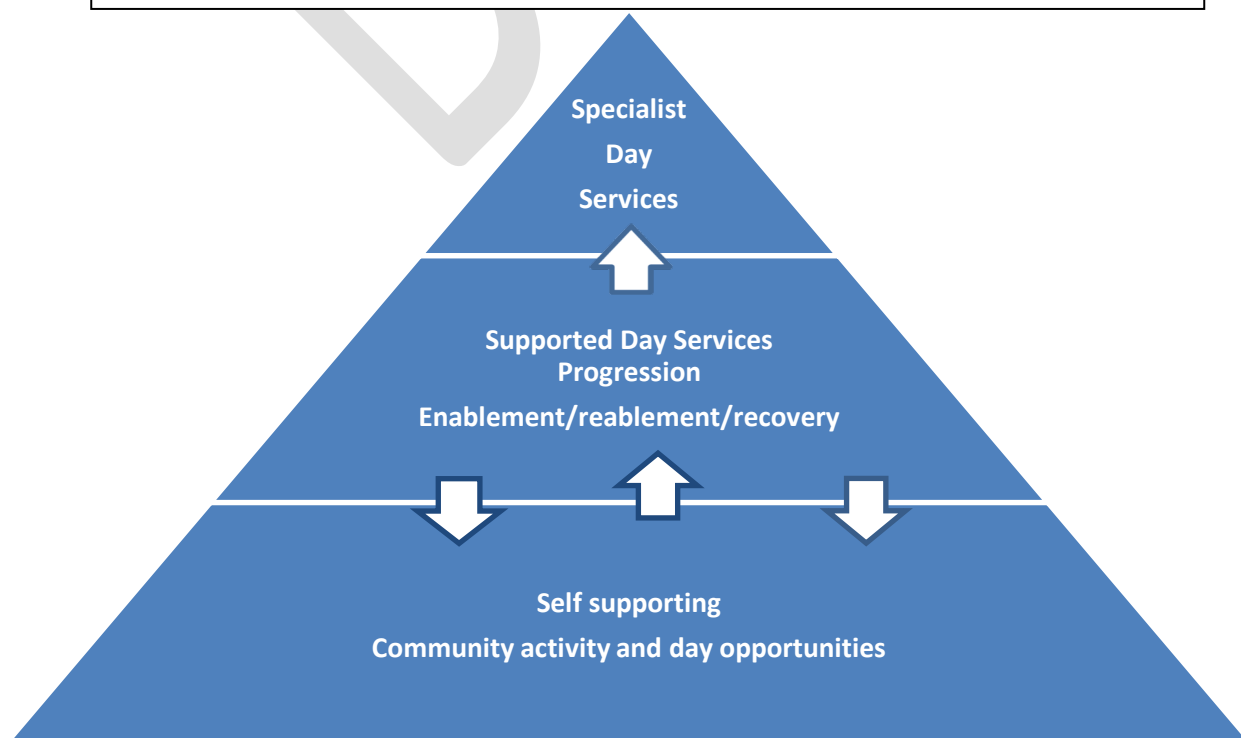 Specialist
Day
Services
Supported Day Services
Progression
Enablement/reablement/recovery
Self supporting
Community activity and day opportunities